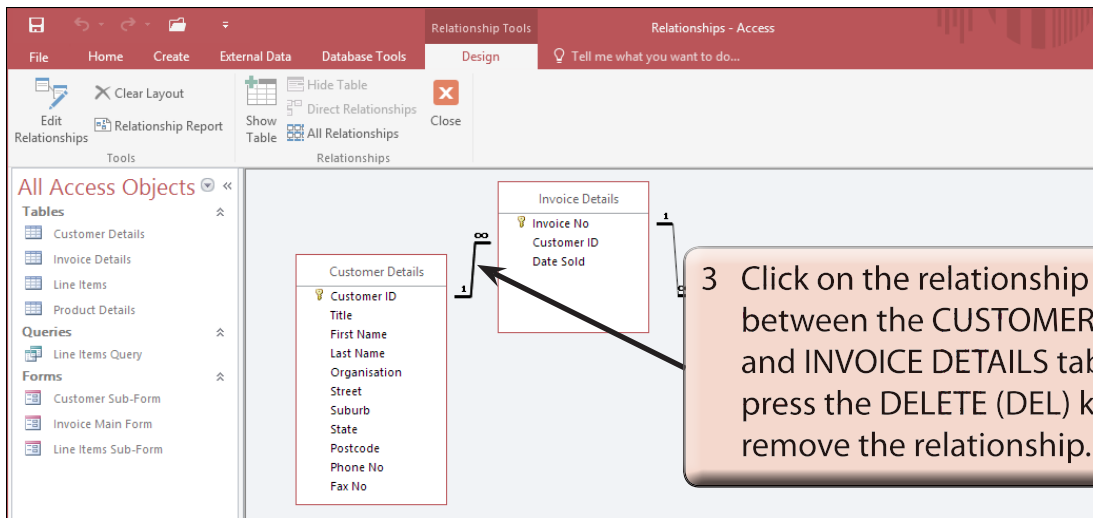 Relationship Tools
Relationships - Access
File Home Create External Data Database Tools Design Tell me what you want to do...
Edit Relationships
Clear Layout
Relationship Report
Tools
Show Table
Hide Table
Direct Relationships
All Relationships
Relationships
Close
All Access Objects «
Tables
Customer Details
Invoice Details
Line Items
Product Details
Queries
Line Items Query
Forms
Customer Sub-Form
Invoice Main Form
Line Items Sub-Form
Customer Details
Customer ID
Title
First Name
Last Name
Organisation
Street
Suburb
State
Postcode
Phone No
Fax No
1
∞
Invoice Details
Invoice No
Customer ID
Date Sold
1
3 Click on the relationship
between the CUSTOMER
and INVOICE DETAILS tab
press the DELETE (DEL) k
remove the relationship.